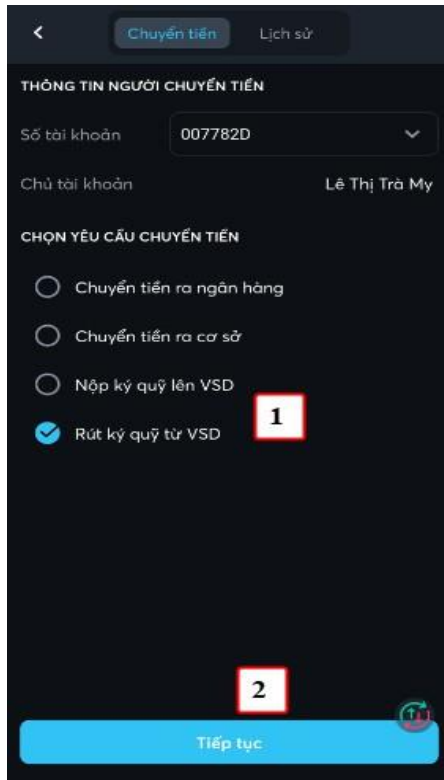 Chuyển tiền Lịch sử
THÔNG TIN NGƯỜI CHUYỂN TIỀN
Số tài khoản 007782D
Chủ tài khoản Lê Thị Trà My
CHỌN YÊU CẦU CHUYỂN TIỀN
Chuyển tiền ra ngân hàng
Chuyển tiền ra cơ sở
Nộp ký quỹ lên VSD
1
Rút ký quỹ từ VSD
2
Tiếp tục